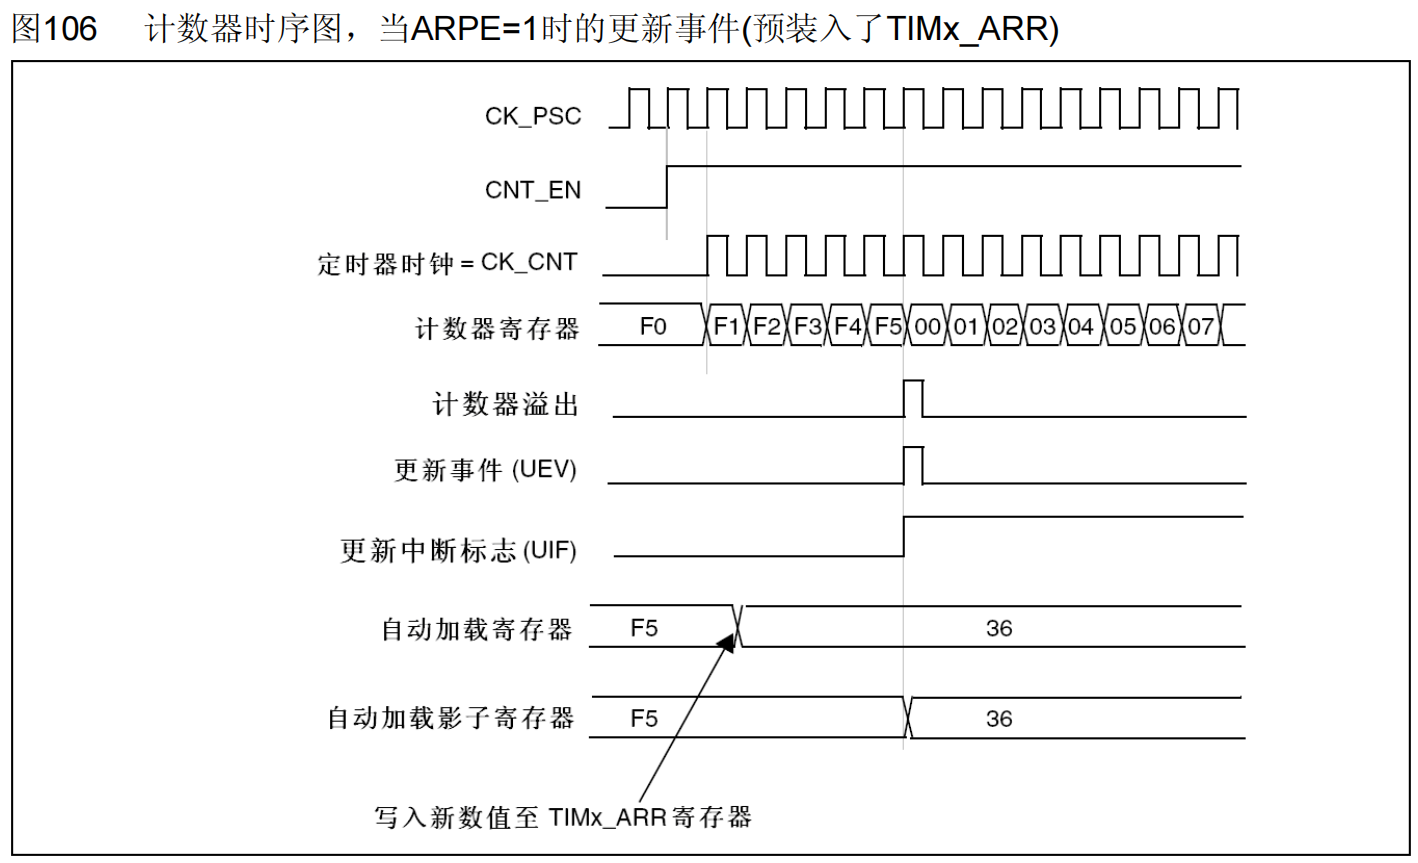 图106 计数器时序图，当ARPE=1时的更新事件(预装入了TIMx_ARR)
CK_PSC
CNT_EN
定时器时钟 = CK_CNT
计数器寄存器 F0 F1 F2 F3 F4 F5 00 01 02 03 04 05 06 07
计数器溢出
更新事件 (UEV)
更新中断标志 (UIF)
自动加载寄存器 F5 36
自动加载影子寄存器 F5 36
写入新数值至 TIMx_ARR 寄存器